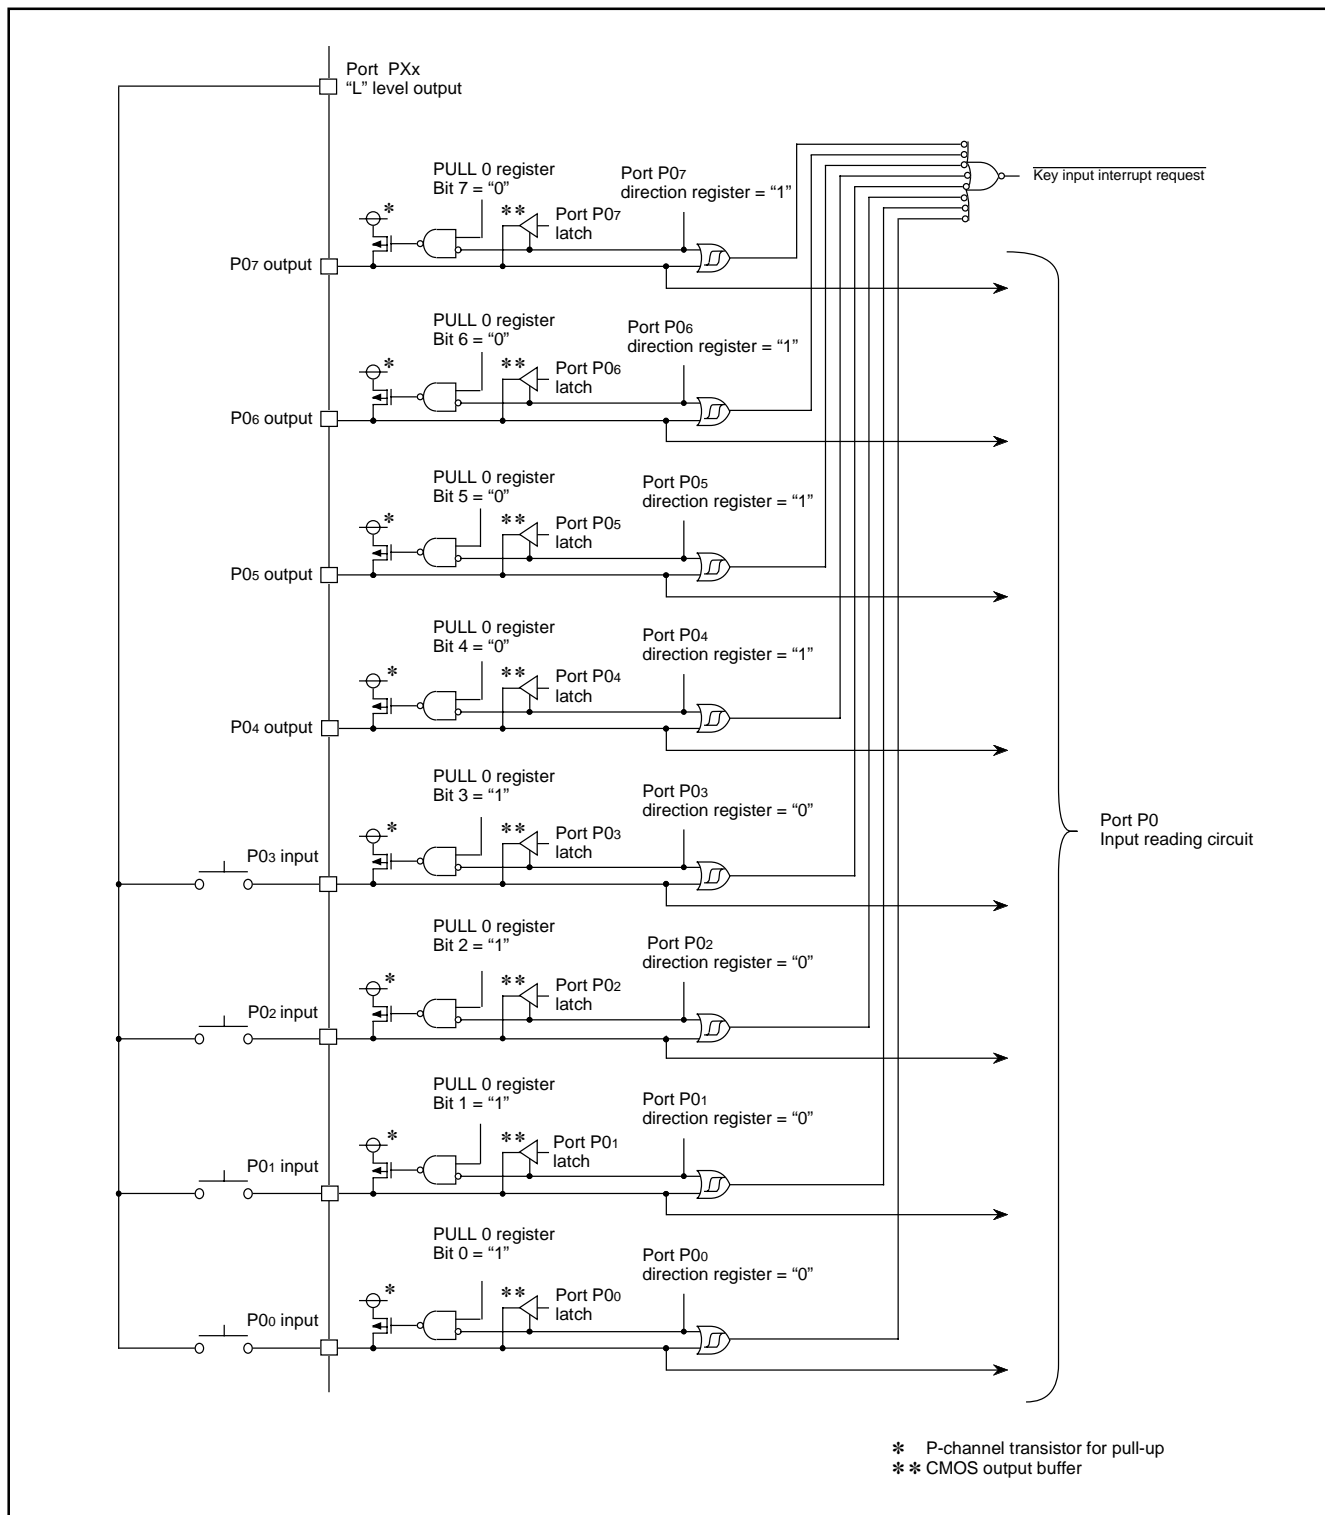 Port PXx
“L” level output
PULL 0 register
Bit 7 = “0”
Port P07
direction register = “1”
Key input interrupt request
*
**
Port P07
latch
P07 output
PULL 0 register
Bit 6 = “0”
Port P06
direction register = “1”
*
**
Port P06
latch
P06 output
PULL 0 register
Bit 5 = “0”
Port P05
direction register = “1”
*
**
Port P05
latch
P05 output
PULL 0 register
Bit 4 = “0”
Port P04
direction register = “1”
*
**
Port P04
latch
P04 output
PULL 0 register
Bit 3 = “1”
Port P03
direction register = “0”
*
**
Port P03
latch
P03 input
Port P0
Input reading circuit
PULL 0 register
Bit 2 = “1”
Port P02
direction register = “0”
*
**
Port P02
latch
P02 input
PULL 0 register
Bit 1 = “1”
Port P01
direction register = “0”
*
**
Port P01
latch
P01 input
PULL 0 register
Bit 0 = “1”
Port P00
direction register = “0”
*
**
Port P00
latch
P00 input
* P-channel transistor for pull-up
** CMOS output buffer